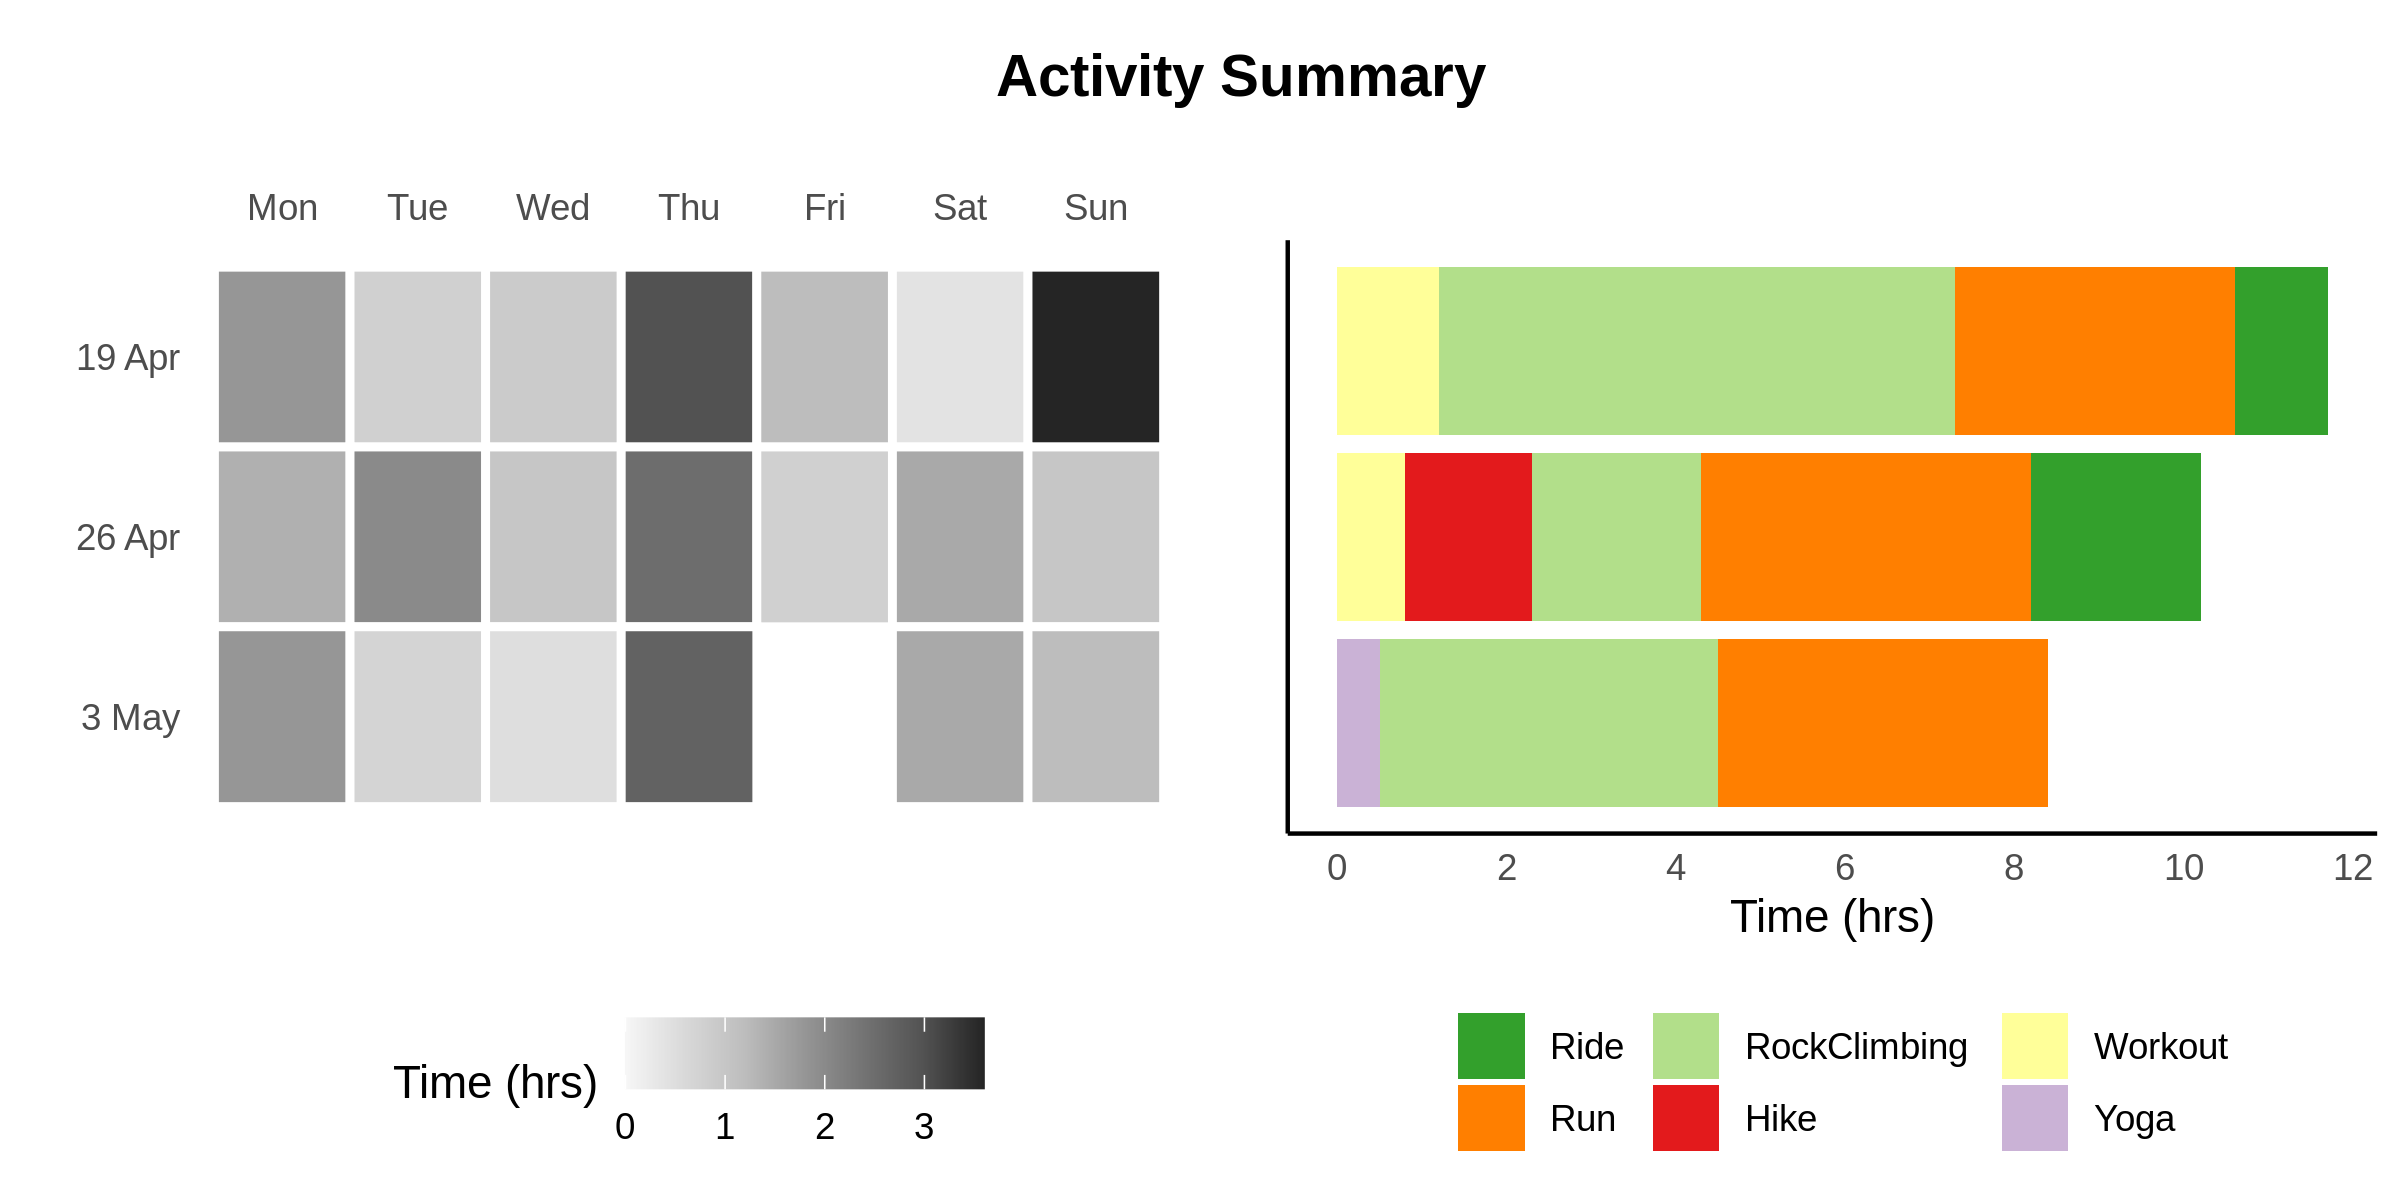 Activity Summary
Mon Tue Wed Thu Fri Sat Sun
19 Apr
26 Apr
3 May
0 2 4 6 8 10 12
Time (hrs)
Time (hrs)
0 1 2 3
Ride RockClimbing Workout
Run Hike Yoga